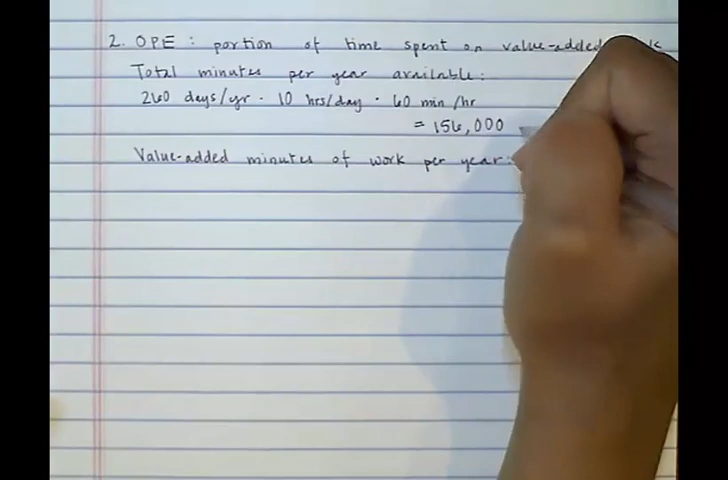 2. OPE : portion of time spent on value-added
Total minutes per year available:
260 days/yr · 10 hrs/day · 60 min/hr
= 156,000
Value-added minutes of work per year: